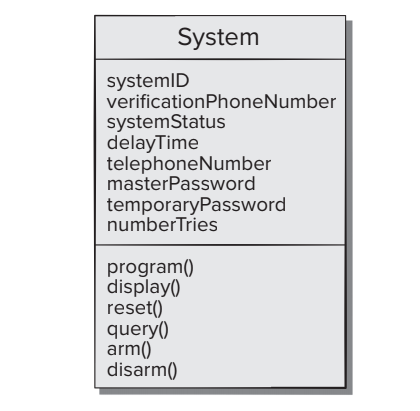 System
systemID
verificationPhoneNumber
systemStatus
delayTime
telephoneNumber
masterPassword
temporaryPassword
numberTries
program()
display()
reset()
query()
arm()
disarm()